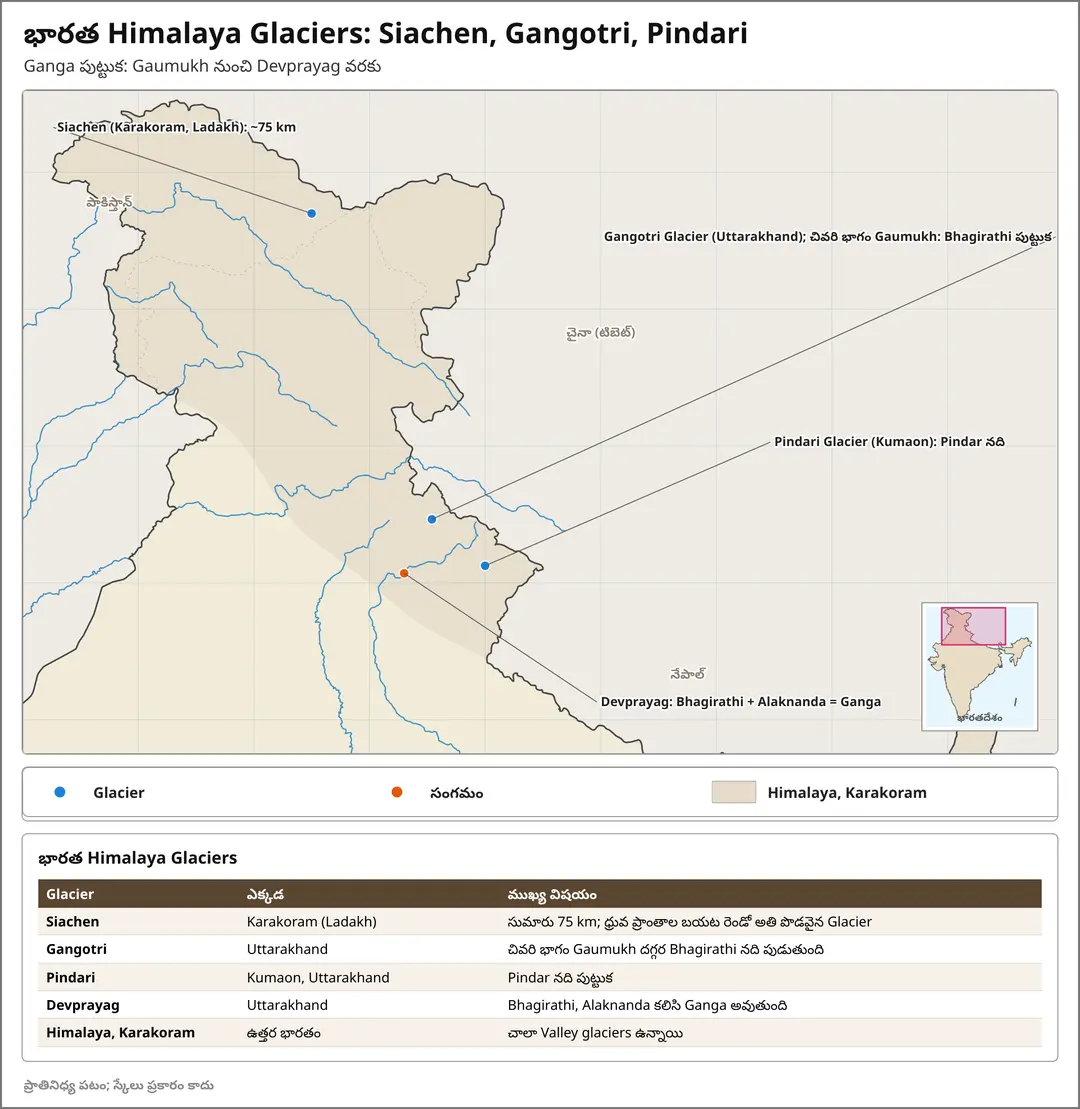 భారత Himalaya Glaciers: Siachen, Gangotri, Pindari
Ganga పుట్టుక: Gaumukh నుంచి Devprayag వరకు
Siachen (Karakoram, Ladakh): ~75 km
పాకిస్తాన్
Gangotri Glacier (Uttarakhand); చివరి భాగం Gaumukh: Bhagirathi పుట్టుక
చైనా (టిబెట్)
Pindari Glacier (Kumaon): Pindar నది
నేపాల్
Devprayag: Bhagirathi + Alaknanda = Ganga
భారతదేశం
Glacier
సంగమం
Himalaya, Karakoram
భారత Himalaya Glaciers
Glacier ఎక్కడ ముఖ్య విషయం
Siachen Karakoram (Ladakh) సుమారు 75 km; ధ్రువ ప్రాంతాల బయట రెండో అతి పొడవైన Glacier
Gangotri Uttarakhand చివరి భాగం Gaumukh దగ్గర Bhagirathi నది పుడుతుంది
Pindari Kumaon, Uttarakhand Pindar నది పుట్టుక
Devprayag Uttarakhand Bhagirathi, Alaknanda కలిసి Ganga అవుతుంది
Himalaya, Karakoram ఉత్తర భారతం చాలా Valley glaciers ఉన్నాయి
ప్రాతినిధ్య పటం; స్కేలు ప్రకారం కాదు